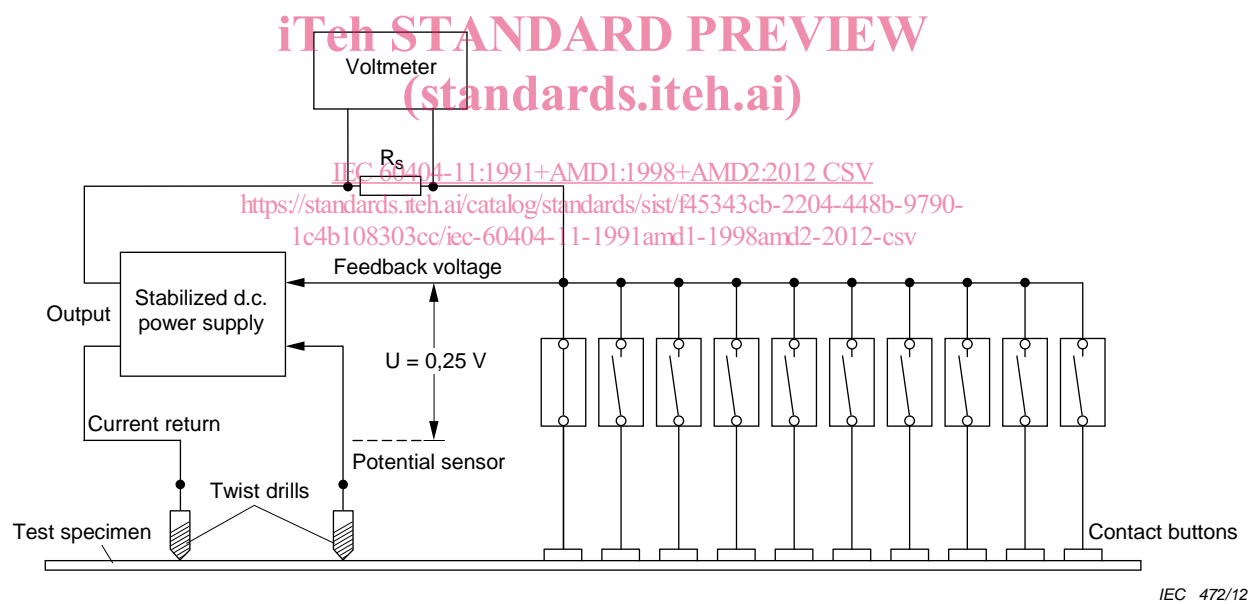 iTeh STANDARD PREVIEW
Voltmeter
(standards.iteh.ai)
RS
IEC 60404-11:1991+AMD1:1998+AMD2:2012 CSV
https://standards.iteh.ai/catalog/standards/sist/f45343cb-2204-448b-9790-
1c4b108303cc/iec-60404-11-1991amd1-1998amd2-2012-csv
Feedback voltage
Stabilized d.c.
power supply
Output
U = 0,25 V
Current return
Potential sensor
Twist drills
Test specimen
Contact buttons
IEC 472/12